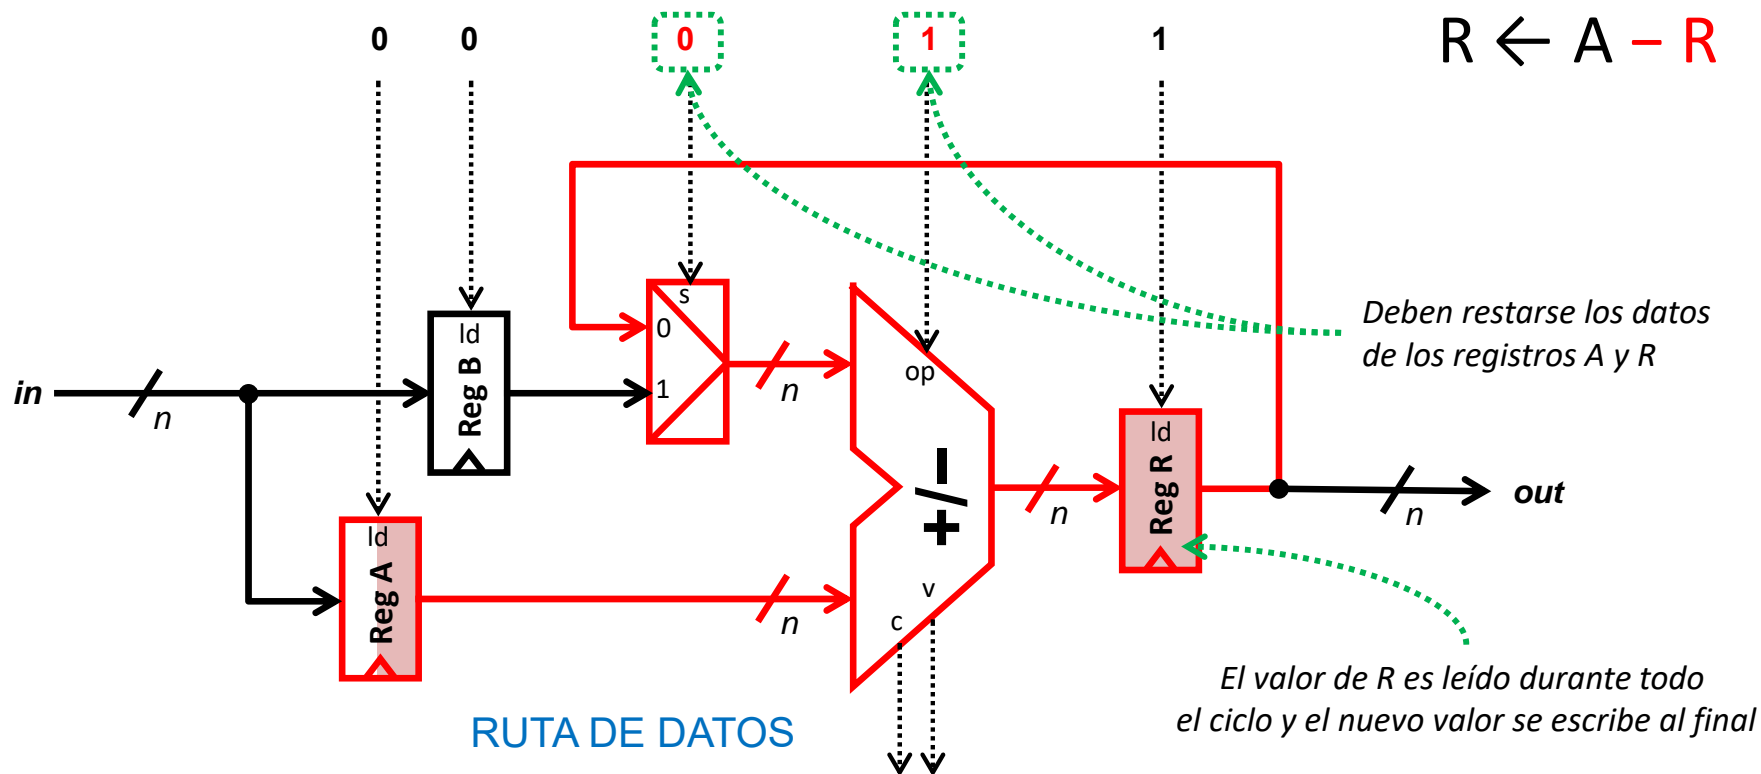 0 0 0 1 1
R ← A – R
s
0
1
ld
Reg B
n
op
Deben restarse los datos
de los registros A y R
in
n
+/–
ld
Reg R
n
out
n
ld
Reg A
n
v
c
El valor de R es leído durante todo
el ciclo y el nuevo valor se escribe al final
RUTA DE DATOS